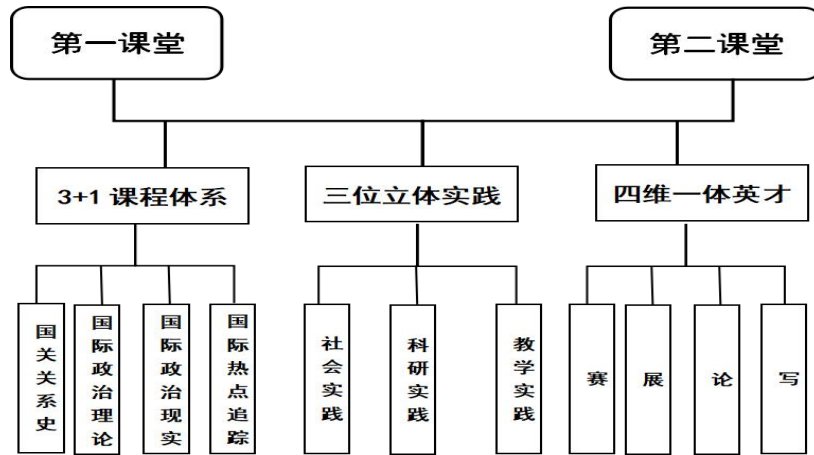 第一课堂
第二课堂
3+1 课程体系
三位立体实践
四维一体英才
国关关系史
国际政治理论
国际政治现实
国际热点追踪
社会实践
科研实践
教学实践
赛
展
论
写